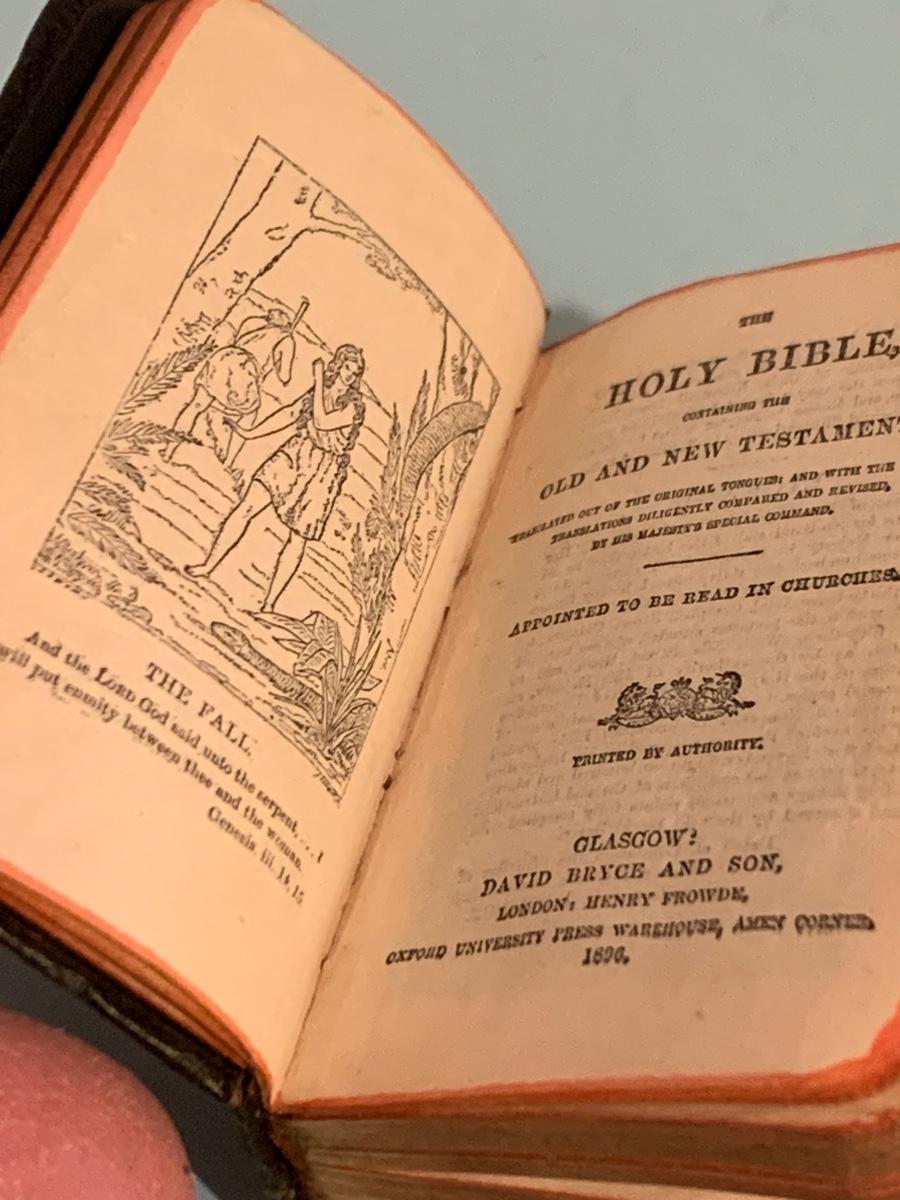 THE FALL.
And the LORD God said unto the serpent, ... I
will put enmity between thee and the woman.
Genesis, iii. 14, 15.
THE
HOLY BIBLE,
CONTAINING THE
OLD AND NEW TESTAMENT
TRANSLATED OUT OF THE ORIGINAL TONGUES: AND WITH THE
TRANSLATIONS DILIGENTLY COMPARED AND REVISED,
BY HIS MAJESTY'S SPECIAL COMMAND.
APPOINTED TO BE READ IN CHURCHES.
PRINTED BY AUTHORITY.
GLASGOW:
DAVID BRYCE AND SON,
LONDON: HENRY FROWDE,
OXFORD UNIVERSITY PRESS WAREHOUSE, AMEN CORNER.
1896.